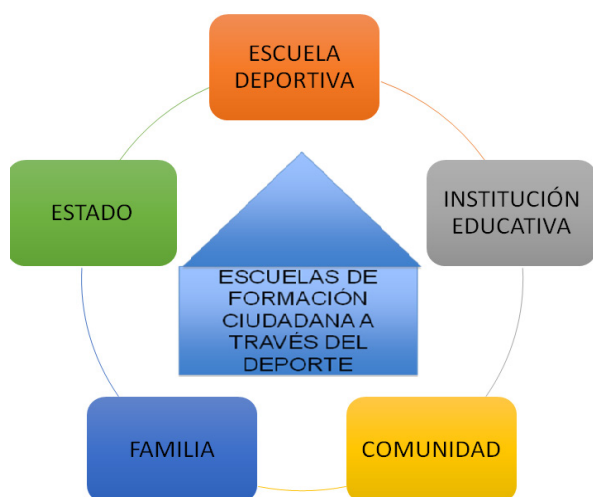 ESCUELA
DEPORTIVA
ESTADO
INSTITUCIÓN
EDUCATIVA
ESCUELAS DE
FORMACIÓN
CIUDADANA A
TRAVÉS DEL
DEPORTE
FAMILIA
COMUNIDAD